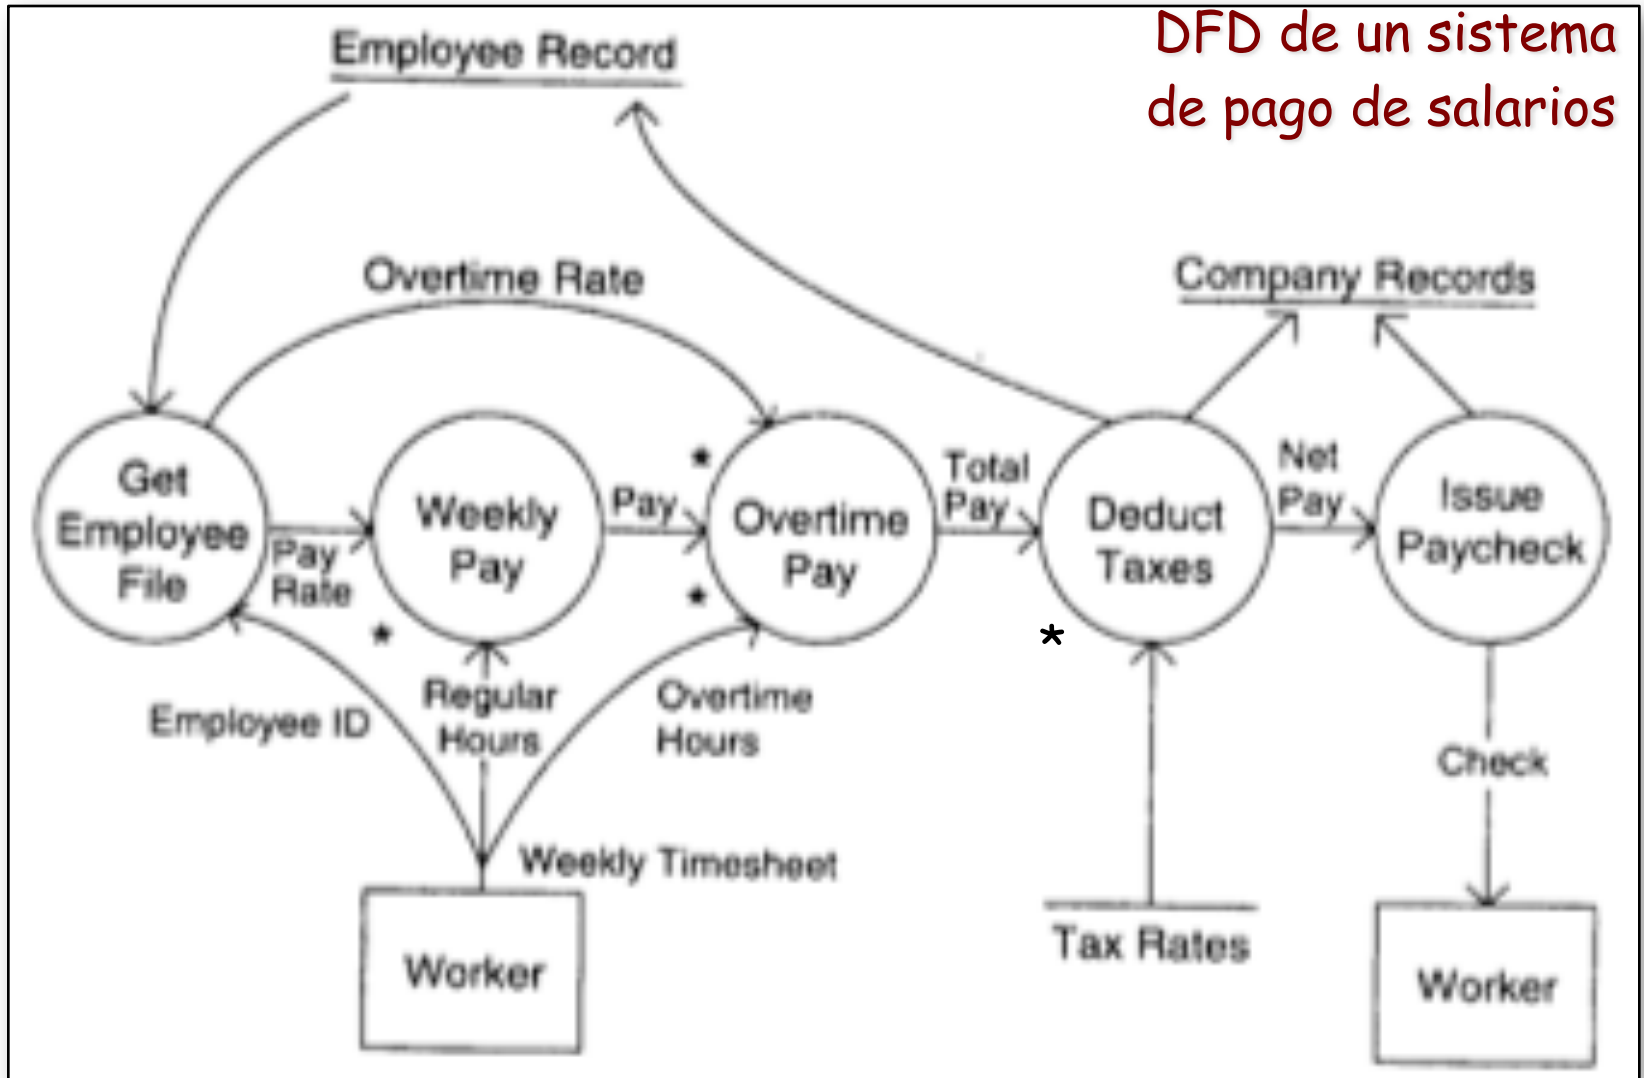 DFD de un sistema
de pago de salarios
Employee Record
Overtime Rate
Company Records
Get
Employee
File
Pay
Rate
Weekly
Pay
Pay
*
*
*
Overtime
Pay
Total
Pay
Deduct
Taxes
*
Net
Pay
Issue
Paycheck
Employee ID
Regular
Hours
Overtime
Hours
Check
Weekly Timesheet
Worker
Tax Rates
Worker